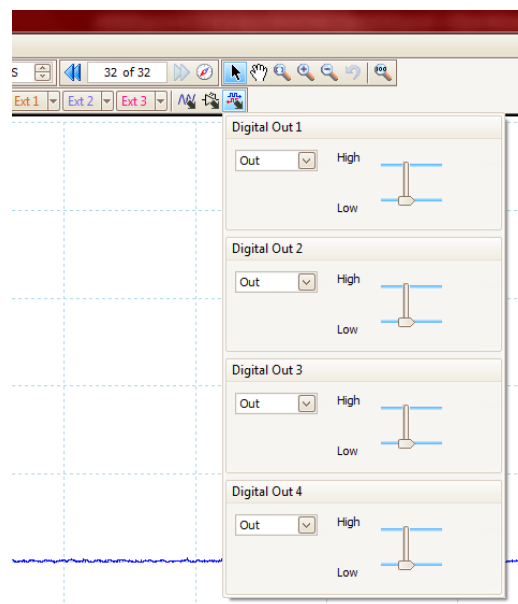 S 32 of 32
Ext 1 Ext 2 Ext 3
Digital Out 1
Out High
Low
Digital Out 2
Out High
Low
Digital Out 3
Out High
Low
Digital Out 4
Out High
Low